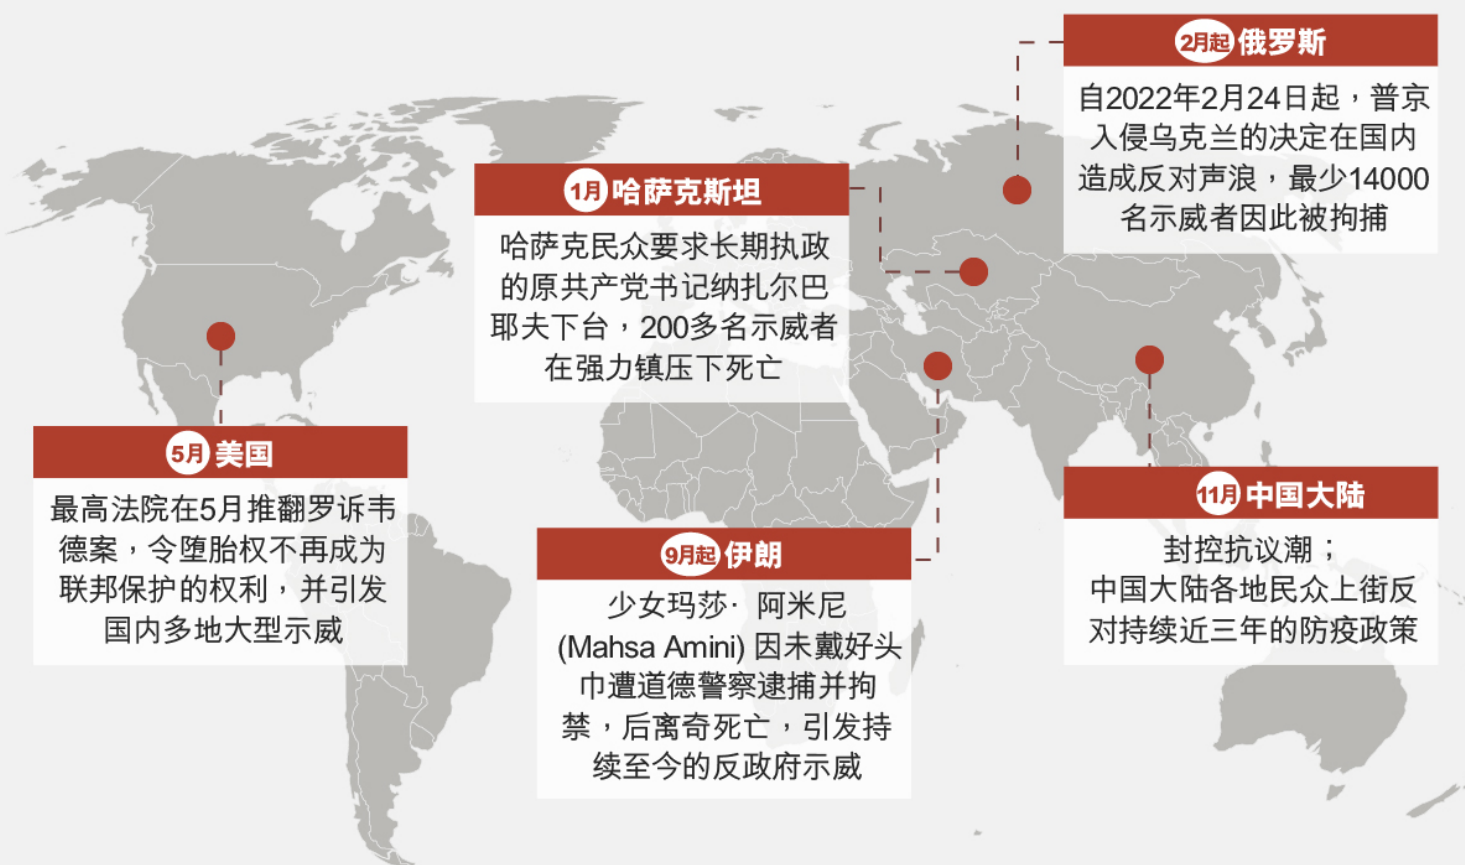 2月起 俄罗斯
自2022年2月24日起，普京
入侵乌克兰的决定在国内
造成反对声浪，最少14000
名示威者因此被拘捕
1月 哈萨克斯坦
哈萨克民众要求长期执政
的原共产党书记纳扎尔巴
耶夫下台，200多名示威者
在强力镇压下死亡
5月 美国
最高法院在5月推翻罗诉韦
德案，令堕胎权不再成为
联邦保护的权利，并引发
国内多地大型示威
9月起 伊朗
少女玛莎·阿米尼
(Mahsa Amini) 因未戴好头
巾遭道德警察逮捕并拘
禁，后离奇死亡，引发持
续至今的反政府示威
11月 中国大陆
封控抗议潮；
中国大陆各地民众上街反
对持续近三年的防疫政策